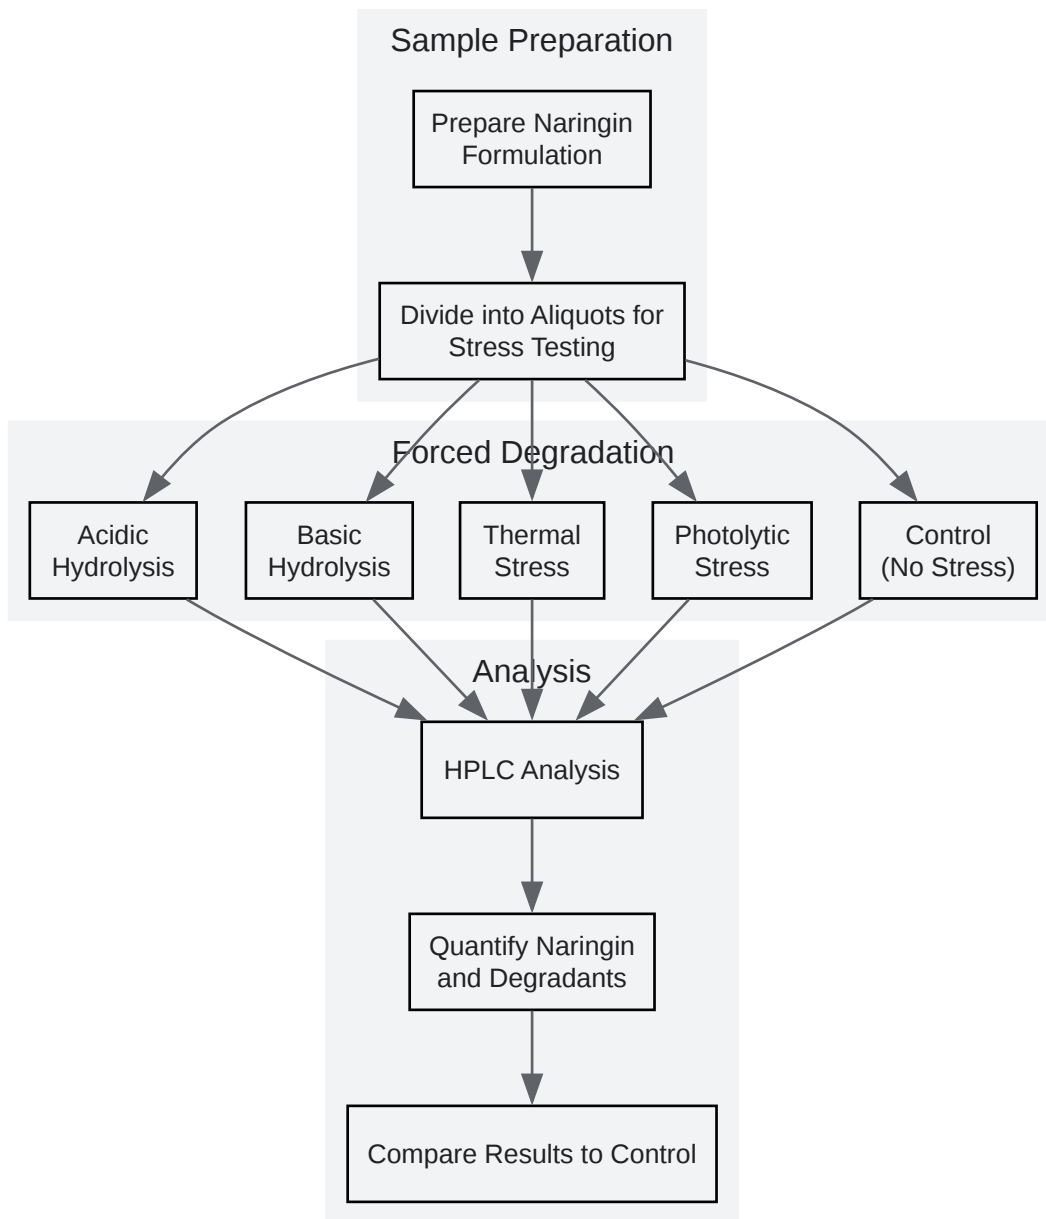 Sample Preparation
Prepare Naringin
Formulation
Divide into Aliquots for
Stress Testing
Forced Degradation
Acidic
Hydrolysis
Basic
Hydrolysis
Thermal
Stress
Photolytic
Stress
Control
(No Stress)
Analysis
HPLC Analysis
Quantify Naringin
and Degradants
Compare Results to Control